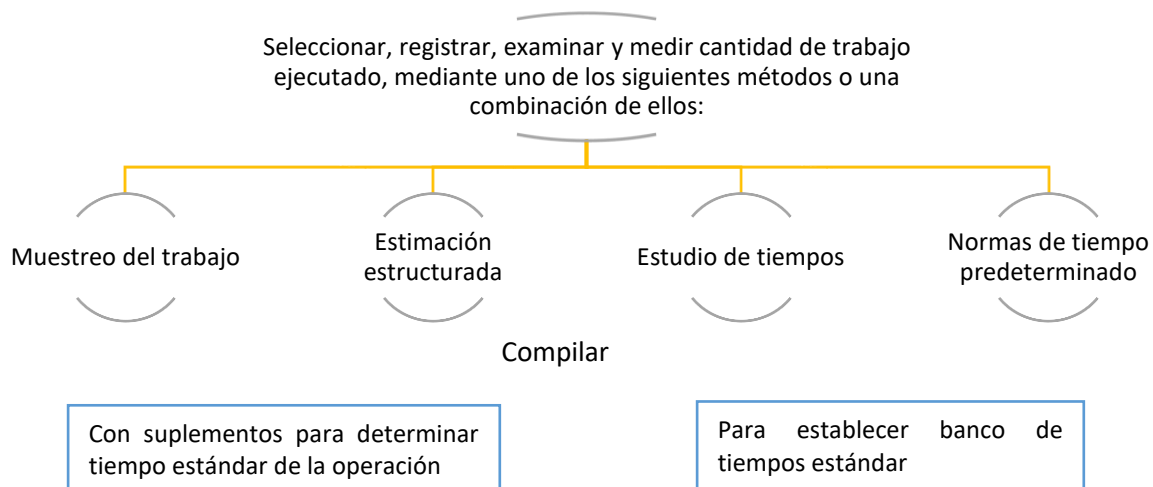 Seleccionar, registrar, examinar y medir cantidad de trabajo
ejecutado, mediante uno de los siguientes métodos o una
combinación de ellos:
Muestreo del trabajo
Estimación
estructurada
Estudio de tiempos
Normas de tiempo
predeterminado
Compilar
Con suplementos para determinar
tiempo estándar de la operación
Para establecer banco de
tiempos estándar